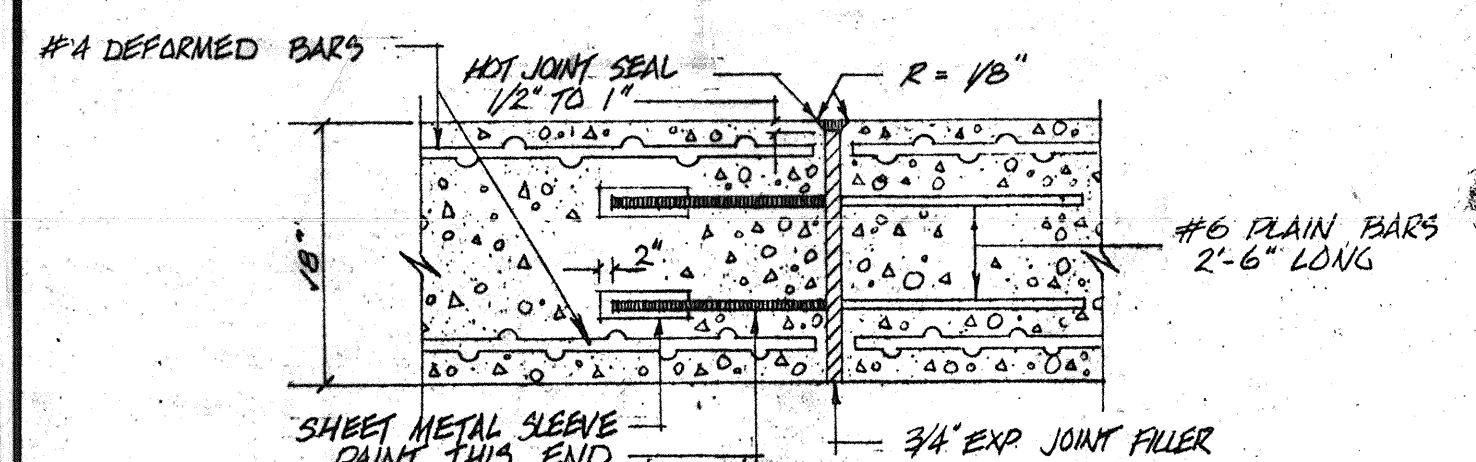 #4 DEFORMED BARS
HOT JOINT SEAL
1/2" TO 1"
R = 1/8"
18"
2"
#6 PLAIN BARS
2'-6" LONG
SHEET METAL SLEEVE
PAINT THIS END
3/4" EXP. JOINT FILLER